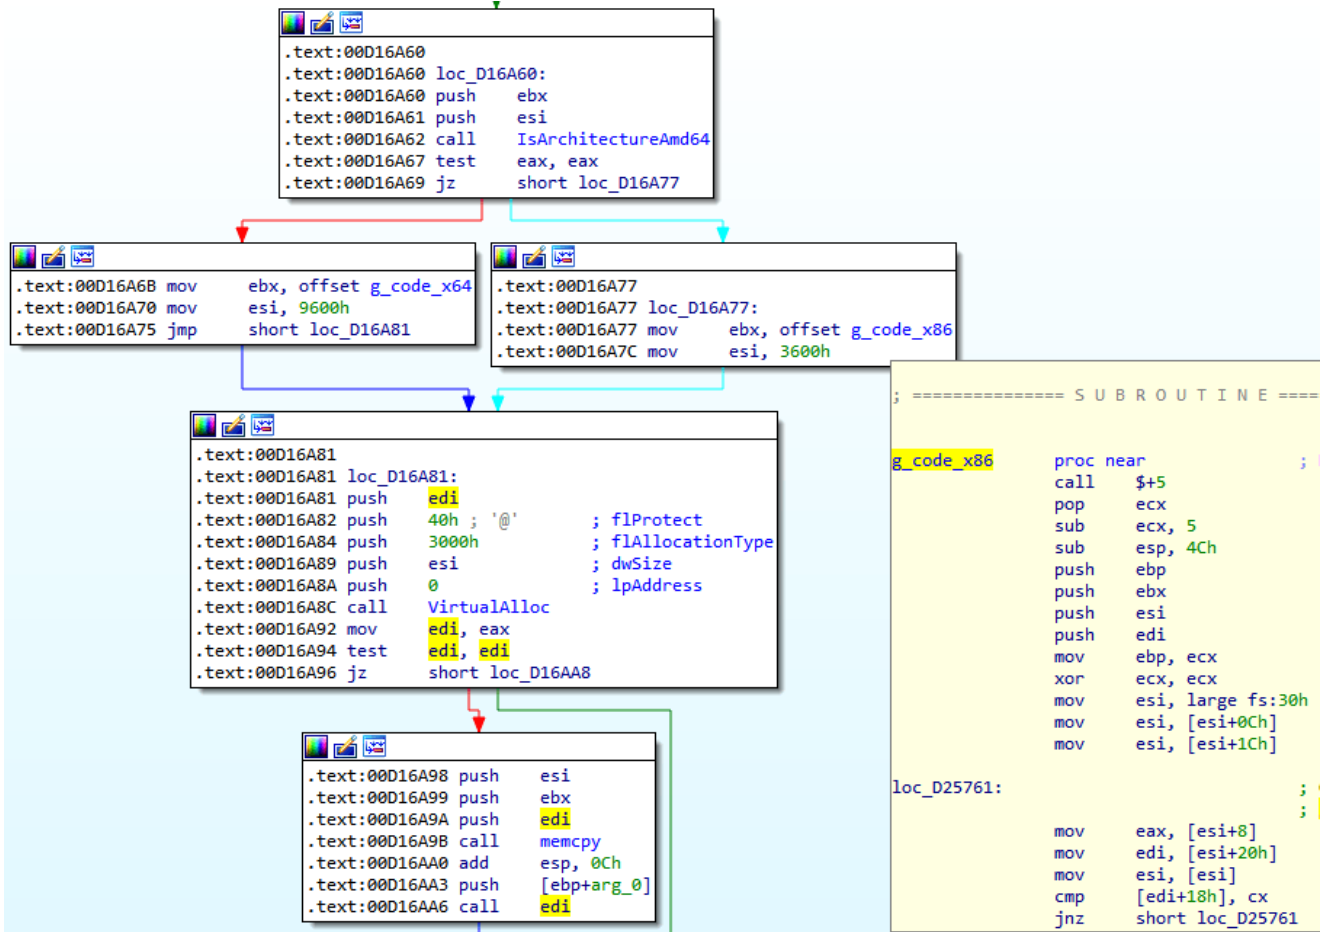 .text:00D16A60
.text:00D16A60 loc_D16A60:
.text:00D16A60 push ebx
.text:00D16A61 push esi
.text:00D16A62 call IsArchitectureAmd64
.text:00D16A67 test eax, eax
.text:00D16A69 jz short loc_D16A77
.text:00D16A6B mov ebx, offset g_code_x64
.text:00D16A70 mov esi, 9600h
.text:00D16A75 jmp short loc_D16A81
.text:00D16A77
.text:00D16A77 loc_D16A77:
.text:00D16A77 mov ebx, offset g_code_x86
.text:00D16A7C mov esi, 3600h
.text:00D16A81
.text:00D16A81 loc_D16A81:
.text:00D16A81 push edi
.text:00D16A82 push 40h ; '@' ; flProtect
.text:00D16A84 push 3000h ; flAllocationType
.text:00D16A89 push esi ; dwSize
.text:00D16A8A push 0 ; lpAddress
.text:00D16A8C call VirtualAlloc
.text:00D16A92 mov edi, eax
.text:00D16A94 test edi, edi
.text:00D16A96 jz short loc_D16AA8
.text:00D16A98 push esi
.text:00D16A99 push ebx
.text:00D16A9A push edi
.text:00D16A9B call memcpy
.text:00D16AA0 add esp, 0Ch
.text:00D16AA3 push [ebp+arg_0]
.text:00D16AA6 call edi
; =============== S U B R O U T I N E ====
g_code_x86 proc near ;
call $+5
pop ecx
sub ecx, 5
sub esp, 4Ch
push ebp
push ebx
push esi
push edi
mov ebp, ecx
xor ecx, ecx
mov esi, large fs:30h
mov esi, [esi+0Ch]
mov esi, [esi+1Ch]
loc_D25761: ;
;
mov eax, [esi+8]
mov edi, [esi+20h]
mov esi, [esi]
cmp [edi+18h], cx
jnz short loc_D25761